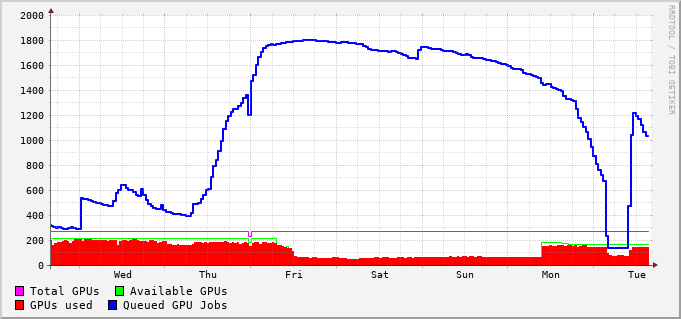 2000
1800
1600
1400
1200
1000
800
600
400
200
0
Wed Thu Fri Sat Sun Mon Tue
Total GPUs Available GPUs
GPUs used Queued GPU Jobs
RRDTOOL / TOBI OETIKER